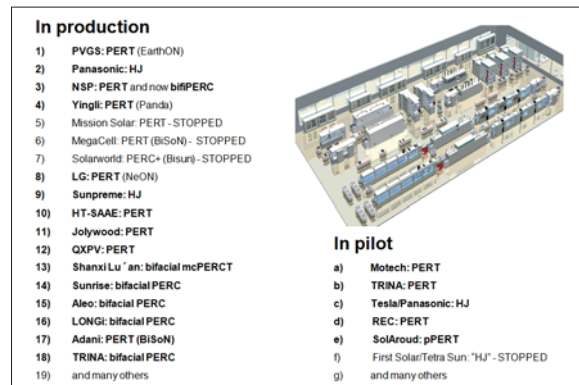 In production
1) PVGS: PERT (EarthON)
2) Panasonic: HJ
3) NSP: PERT and now bifiPERC
4) Yingli: PERT (Panda)
5) Mission Solar: PERT - STOPPED
6) MegaCell: PERT (BiSoN) - STOPPED
7) Solarworld: PERC+ (Bisun) - STOPPED
8) LG: PERT (NeON)
9) Sunpreme: HJ
10) HT-SAAE: PERT
11) Jolywood: PERT
12) QXPV: PERT
13) Shanxi Lu´an: bifacial mcPERCT
14) Sunrise: bifacial PERC
15) Aleo: bifacial PERC
16) LONGi: bifacial PERC
17) Adani: PERT (BiSoN)
18) TRINA: bifacial PERC
19) and many others
In pilot
a) Motech: PERT
b) TRINA: PERT
c) Tesla/Panasonic: HJ
d) REC: PERT
e) SolAroud: pPERT
f) First Solar/Tetra Sun: "HJ" - STOPPED
g) and many others